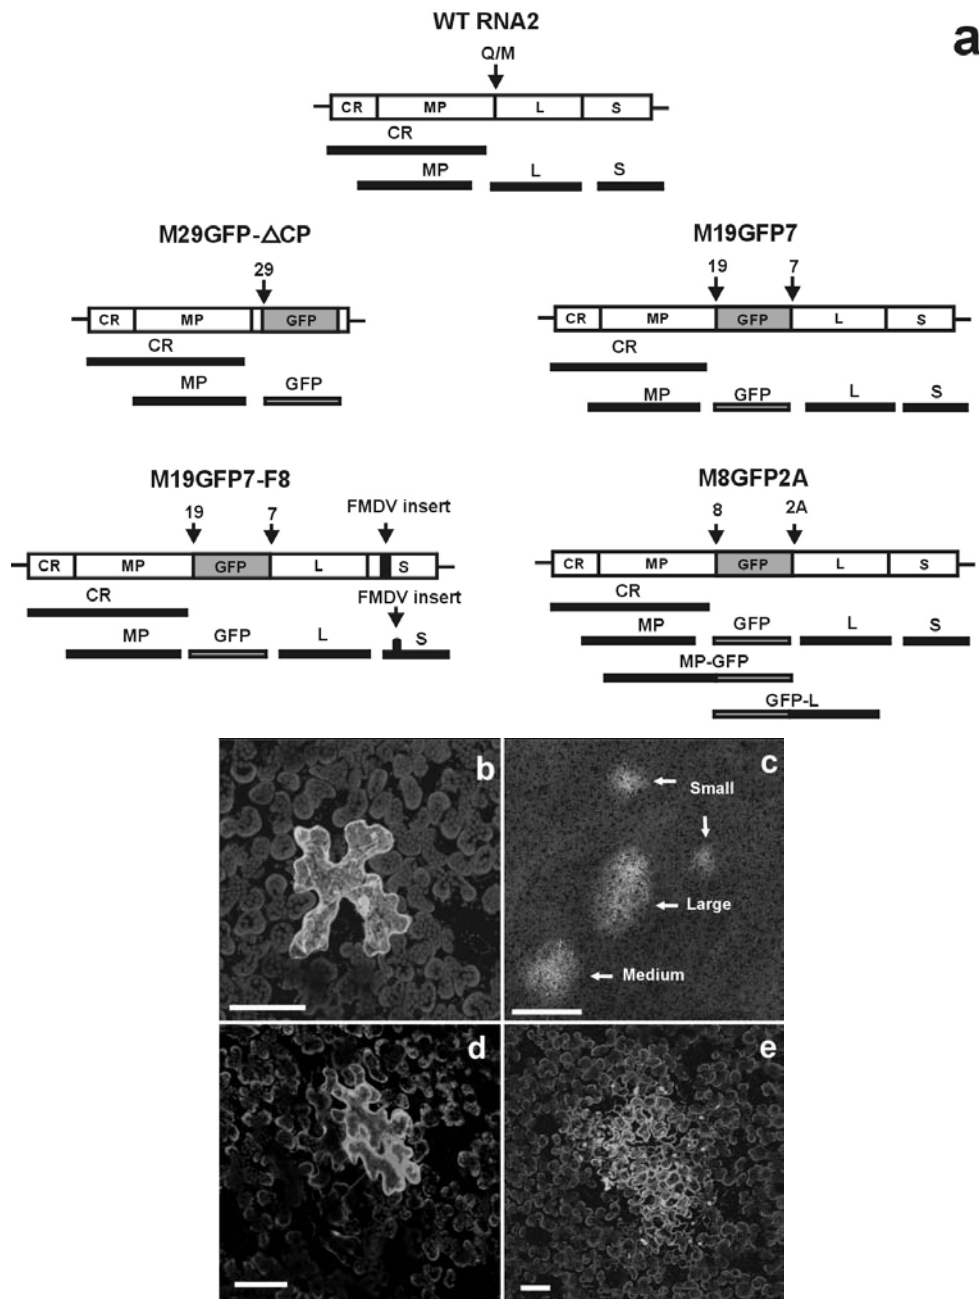 a
WT RNA2
Q/M
CR MP L S
CR
MP L S
M29GFP-ΔCP
29
CR MP GFP
CR
MP GFP
M19GFP7
19 7
CR MP GFP L S
CR
MP GFP L S
M19GFP7-F8
19 7 FMDV insert
CR MP GFP L S
CR FMDV insert
MP GFP L S
M8GFP2A
8 2A
CR MP GFP L S
CR
MP GFP L S
MP-GFP
GFP-L
b
c
Small
Large
Medium
d
e